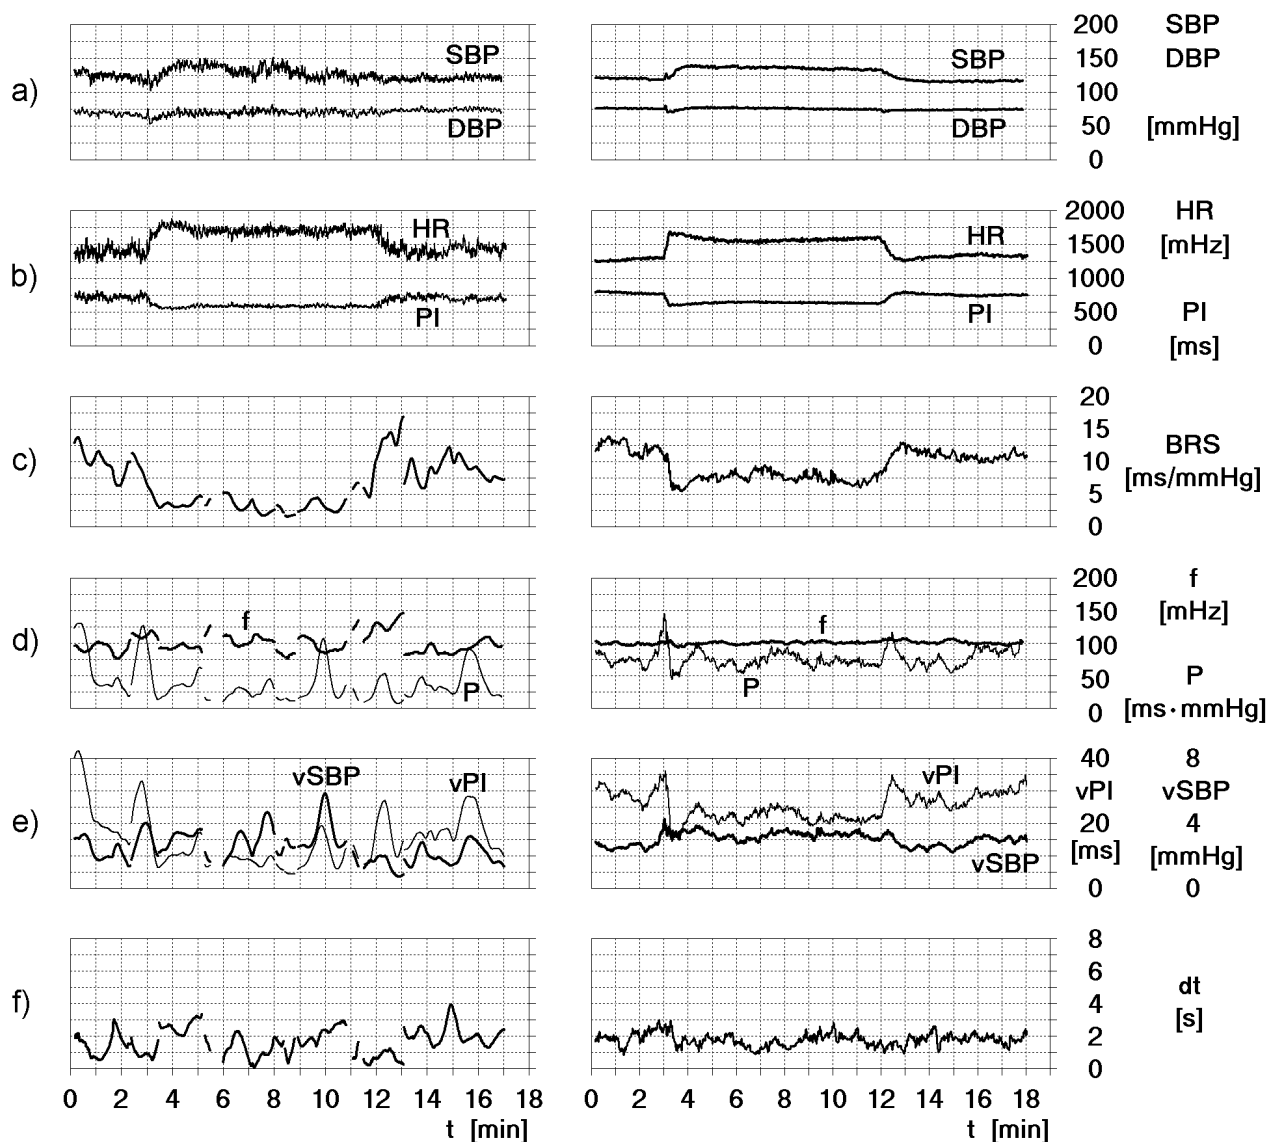 200 SBP
SBP SBP 150 DBP
a) 100
DBP DBP 50 [mmHg]
0
2000 HR
HR HR 1500 [mHz]
b) 1000
PI PI 500 PI
0 [ms]
20
15 BRS
c) 10 [ms/mmHg]
5
0
200 f
f f 150 [mHz]
d) 100
P P 50 P
0 [ms·mmHg]
40 8
vSBP vPI vPI vPI vSBP
e) 20 4
vSBP [ms] [mmHg]
0 0
8
6 dt
f) 4 [s]
2
0
0 2 4 6 8 10 12 14 16 18 0 2 4 6 8 10 12 14 16 18
t [min] t [min]